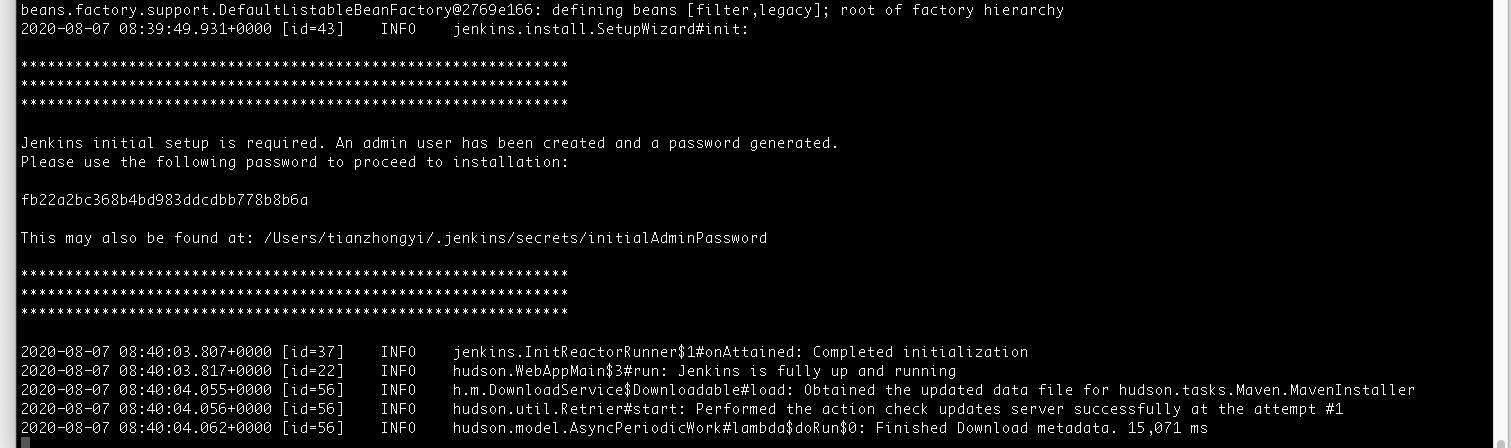 beans.factory.support.DefaultListableBeanFactory@2769e166: defining beans [filter,legacy]; root of factory hierarchy
2020-08-07 08:39:49.931+0000 [id=43]    INFO    jenkins.install.SetupWizard#init:
*************************************************************
*************************************************************
*************************************************************
Jenkins initial setup is required. An admin user has been created and a password generated.
Please use the following password to proceed to installation:
fb22a2bc368b4bd983ddcdbb778b8b6a
This may also be found at: /Users/tianzhongyi/.jenkins/secrets/initialAdminPassword
*************************************************************
*************************************************************
*************************************************************
2020-08-07 08:40:03.807+0000 [id=37]    INFO    jenkins.InitReactorRunner$1#onAttained: Completed initialization
2020-08-07 08:40:03.817+0000 [id=22]    INFO    hudson.WebAppMain$3#run: Jenkins is fully up and running
2020-08-07 08:40:04.055+0000 [id=56]    INFO    h.m.DownloadService$Downloadable#load: Obtained the updated data file for hudson.tasks.Maven.MavenInstaller
2020-08-07 08:40:04.056+0000 [id=56]    INFO    hudson.util.Retrier#start: Performed the action check updates server successfully at the attempt #1
2020-08-07 08:40:04.062+0000 [id=56]    INFO    hudson.model.AsyncPeriodicWork#lambda$doRun$0: Finished Download metadata. 15,071 ms